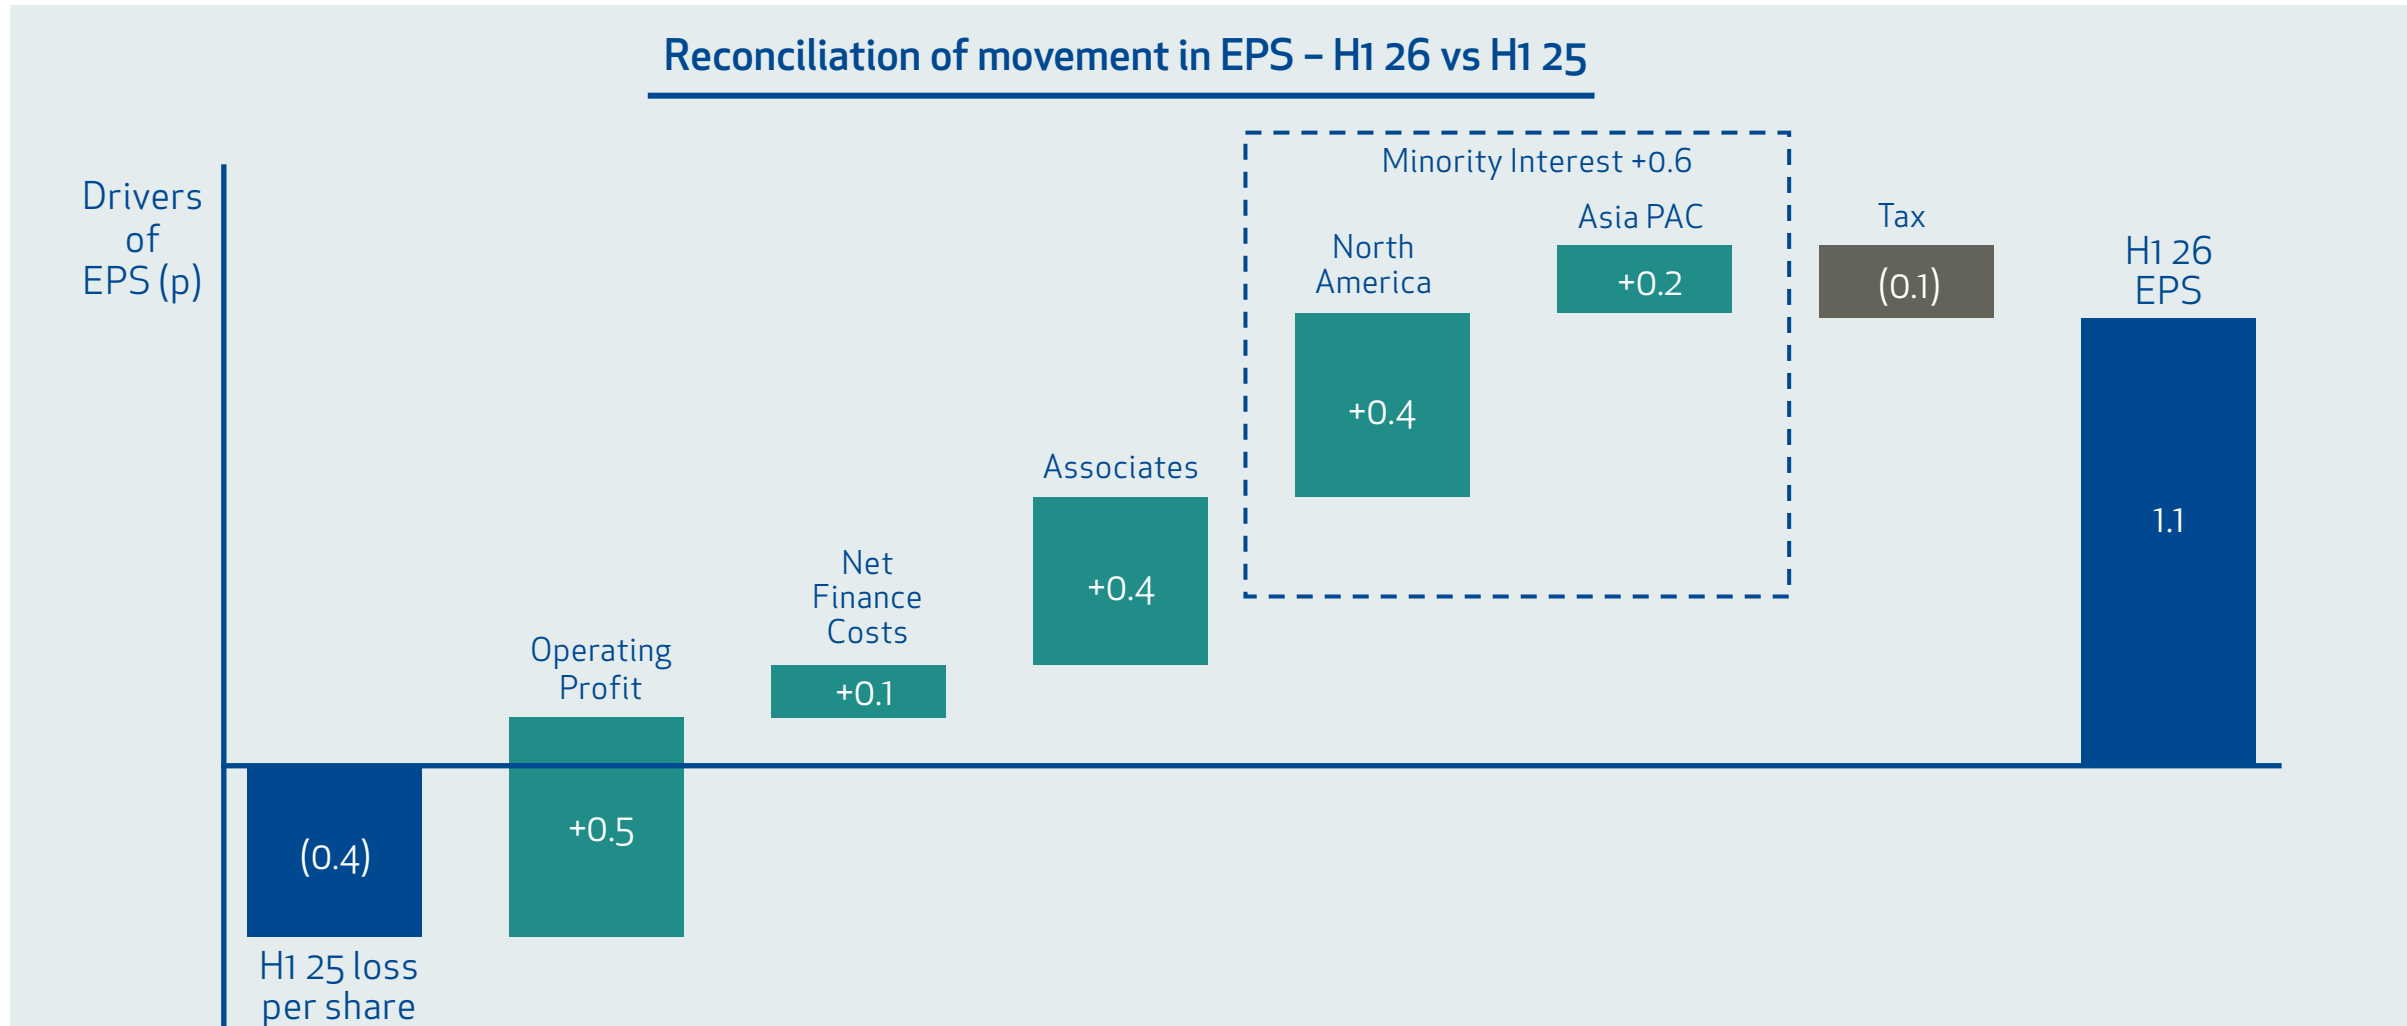 Reconciliation of movement in EPS – H1 26 vs H1 25
Drivers
of
EPS (p)
(0.4)
H1 25 loss
per share
Operating
Profit
+0.5
Net
Finance
Costs
+0.1
Associates
+0.4
Minority Interest +0.6
North
America
+0.4
Asia PAC
+0.2
Tax
(0.1)
H1 26
EPS
1.1